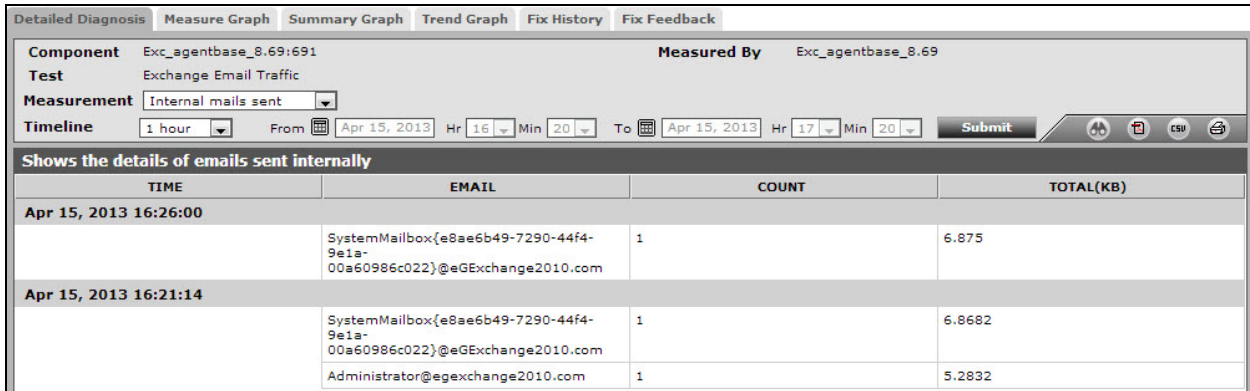 Detailed Diagnosis Measure Graph Summary Graph Trend Graph Fix History Fix Feedback
Component Exc_agentbase_8.69:691 Measured By Exc_agentbase_8.69
Test Exchange Email Traffic
Measurement Internal mails sent
Timeline 1 hour From Apr 15, 2013 Hr 16 Min 20 To Apr 15, 2013 Hr 17 Min 20 Submit CSV
Shows the details of emails sent internally
TIME EMAIL COUNT TOTAL(KB)
Apr 15, 2013 16:26:00
SystemMailbox{e8ae6b49-7290-44f4- 1 6.875
9e1a-
00a60986c022}@eGExchange2010.com
Apr 15, 2013 16:21:14
SystemMailbox{e8ae6b49-7290-44f4- 1 6.8682
9e1a-
00a60986c022}@eGExchange2010.com
Administrator@egexchange2010.com 1 5.2832